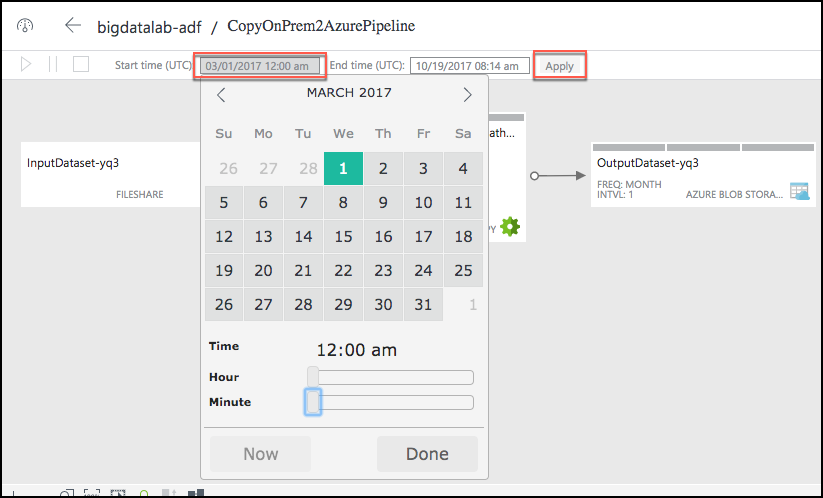 bigdatalab-adf / CopyOnPrem2AzurePipeline
Start time (UTC) 03/01/2017 12:00 am End time (UTC): 10/19/2017 08:14 am Apply
MARCH 2017
Su Mo Tu We Th Fr Sa
26 27 28 1 2 3 4
5 6 7 8 9 10 11
12 13 14 15 16 17 18
19 20 21 22 23 24 25
26 27 28 29 30 31 1
Time 12:00 am
Hour
Minute
Now Done
InputDataset-yq3
FILESHARE
ath...
PY
OutputDataset-yq3
FREQ: MONTH
INTVL: 1 AZURE BLOB STORA...